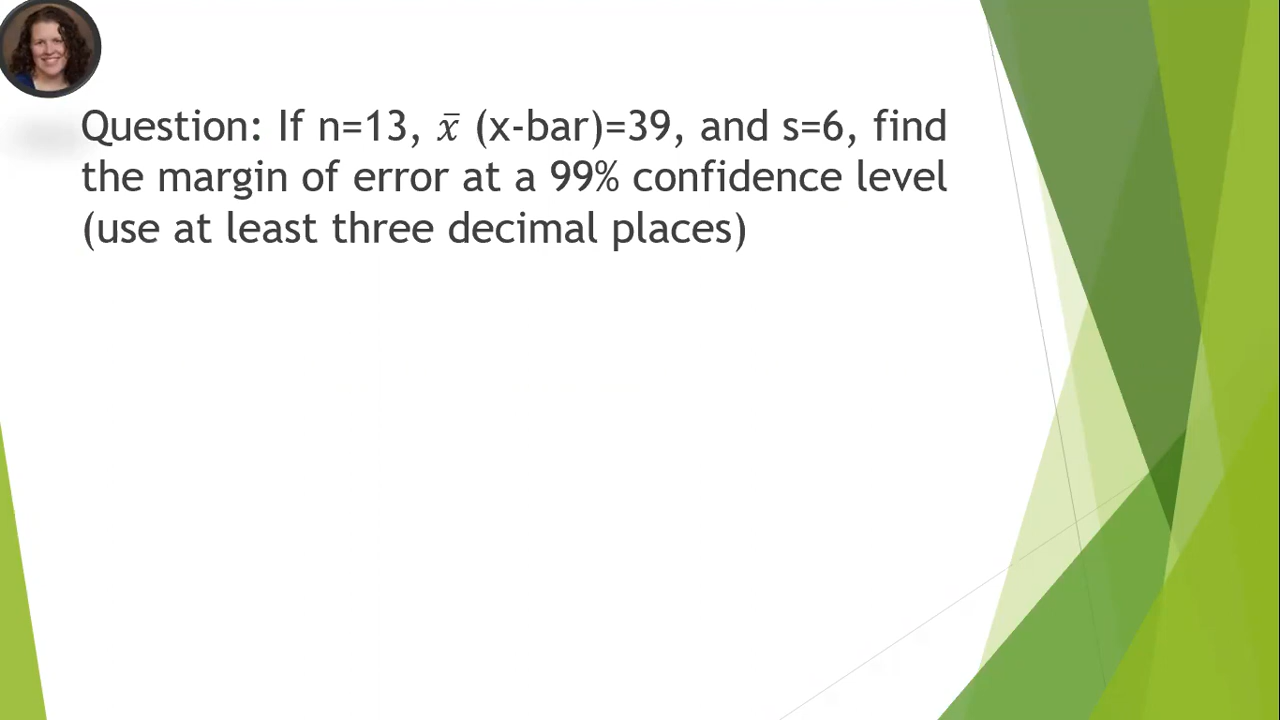 Question: If n=13, x̄ (x-bar)=39, and s=6, find
the margin of error at a 99% confidence level
(use at least three decimal places)